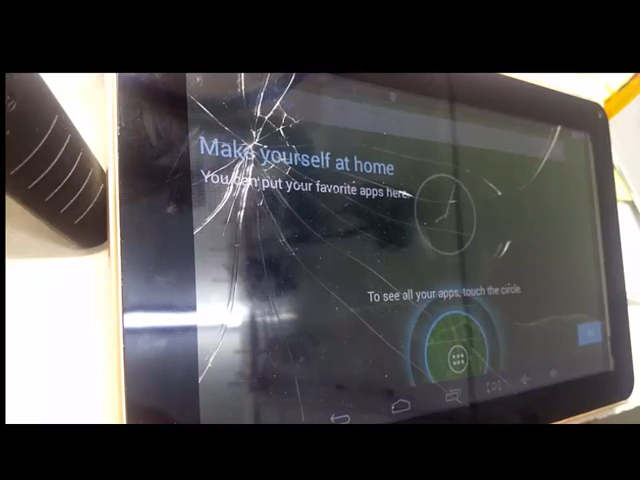 Make yourself at home
You can put your favorite apps here.
To see all your apps, touch the circle.